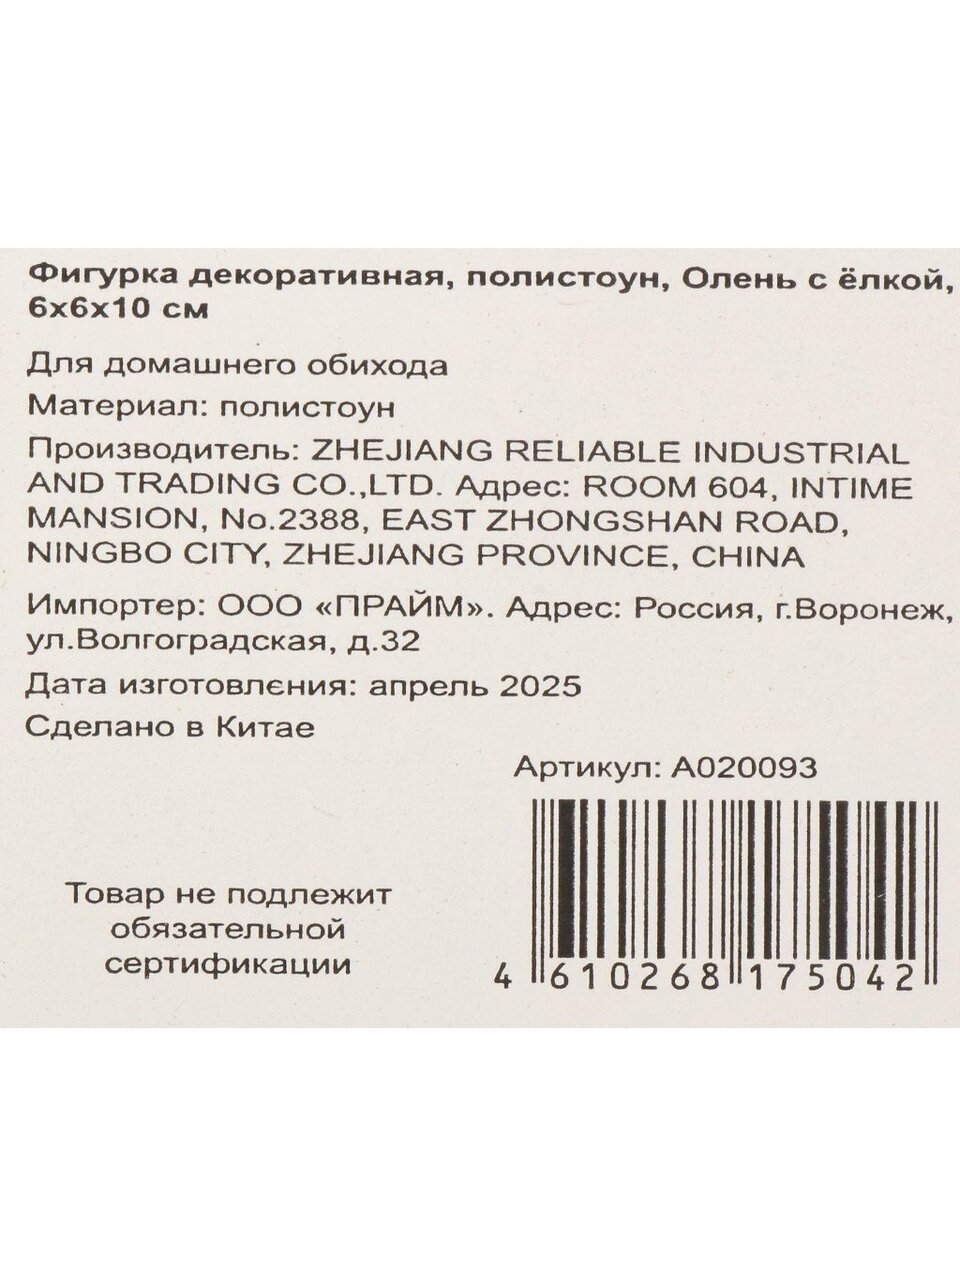 Фигурка декоративная, полистоун, Олень с ёлкой,
6х6х10 см
Для домашнего обихода
Материал: полистоун
Производитель: ZHEJIANG RELIABLE INDUSTRIAL
AND TRADING CO.,LTD. Адрес: ROOM 604, INTIME
MANSION, No.2388, EAST ZHONGSHAN ROAD,
NINGBO CITY, ZHEJIANG PROVINCE, CHINA
Импортер: ООО «ПРАЙМ». Адрес: Россия, г.Воронеж,
ул.Волгоградская, д.32
Дата изготовления: апрель 2025
Сделано в Китае
Артикул: A020093
Товар не подлежит
обязательной
сертификации
4 610268 175042